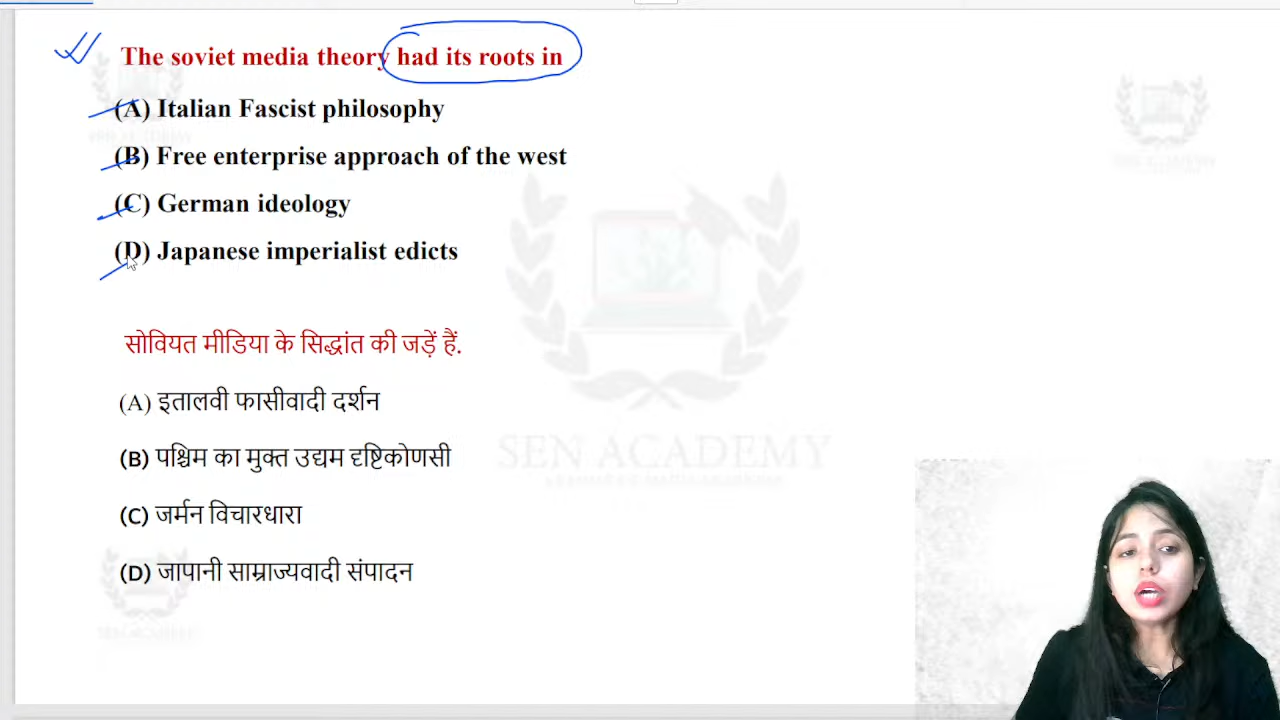 The soviet media theory had its roots in
(A) Italian Fascist philosophy
(B) Free enterprise approach of the west
(C) German ideology
(D) Japanese imperialist edicts
सोवियत मीडिया के सिद्धांत की जड़ें हैं.
(A) इतालवी फासीवादी दर्शन
(B) पश्चिम का मुक्त उद्यम दृष्टिकोणसी
(C) जर्मन विचारधारा
(D) जापानी साम्राज्यवादी संपादन
SEN ACADEMY